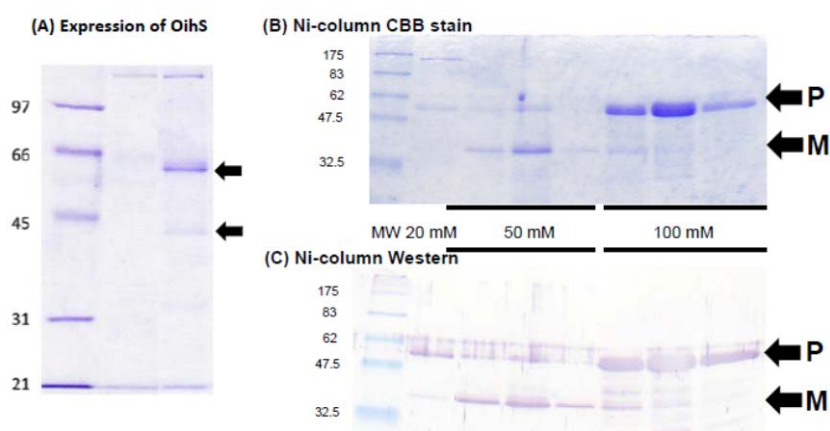 (A) Expression of OihS
97
66
45
31
21
(B) Ni-column CBB stain
175
83
62
47.5
32.5
P
M
MW 20 mM 50 mM 100 mM
(C) Ni-column Western
175
83
62
47.5
32.5
P
M